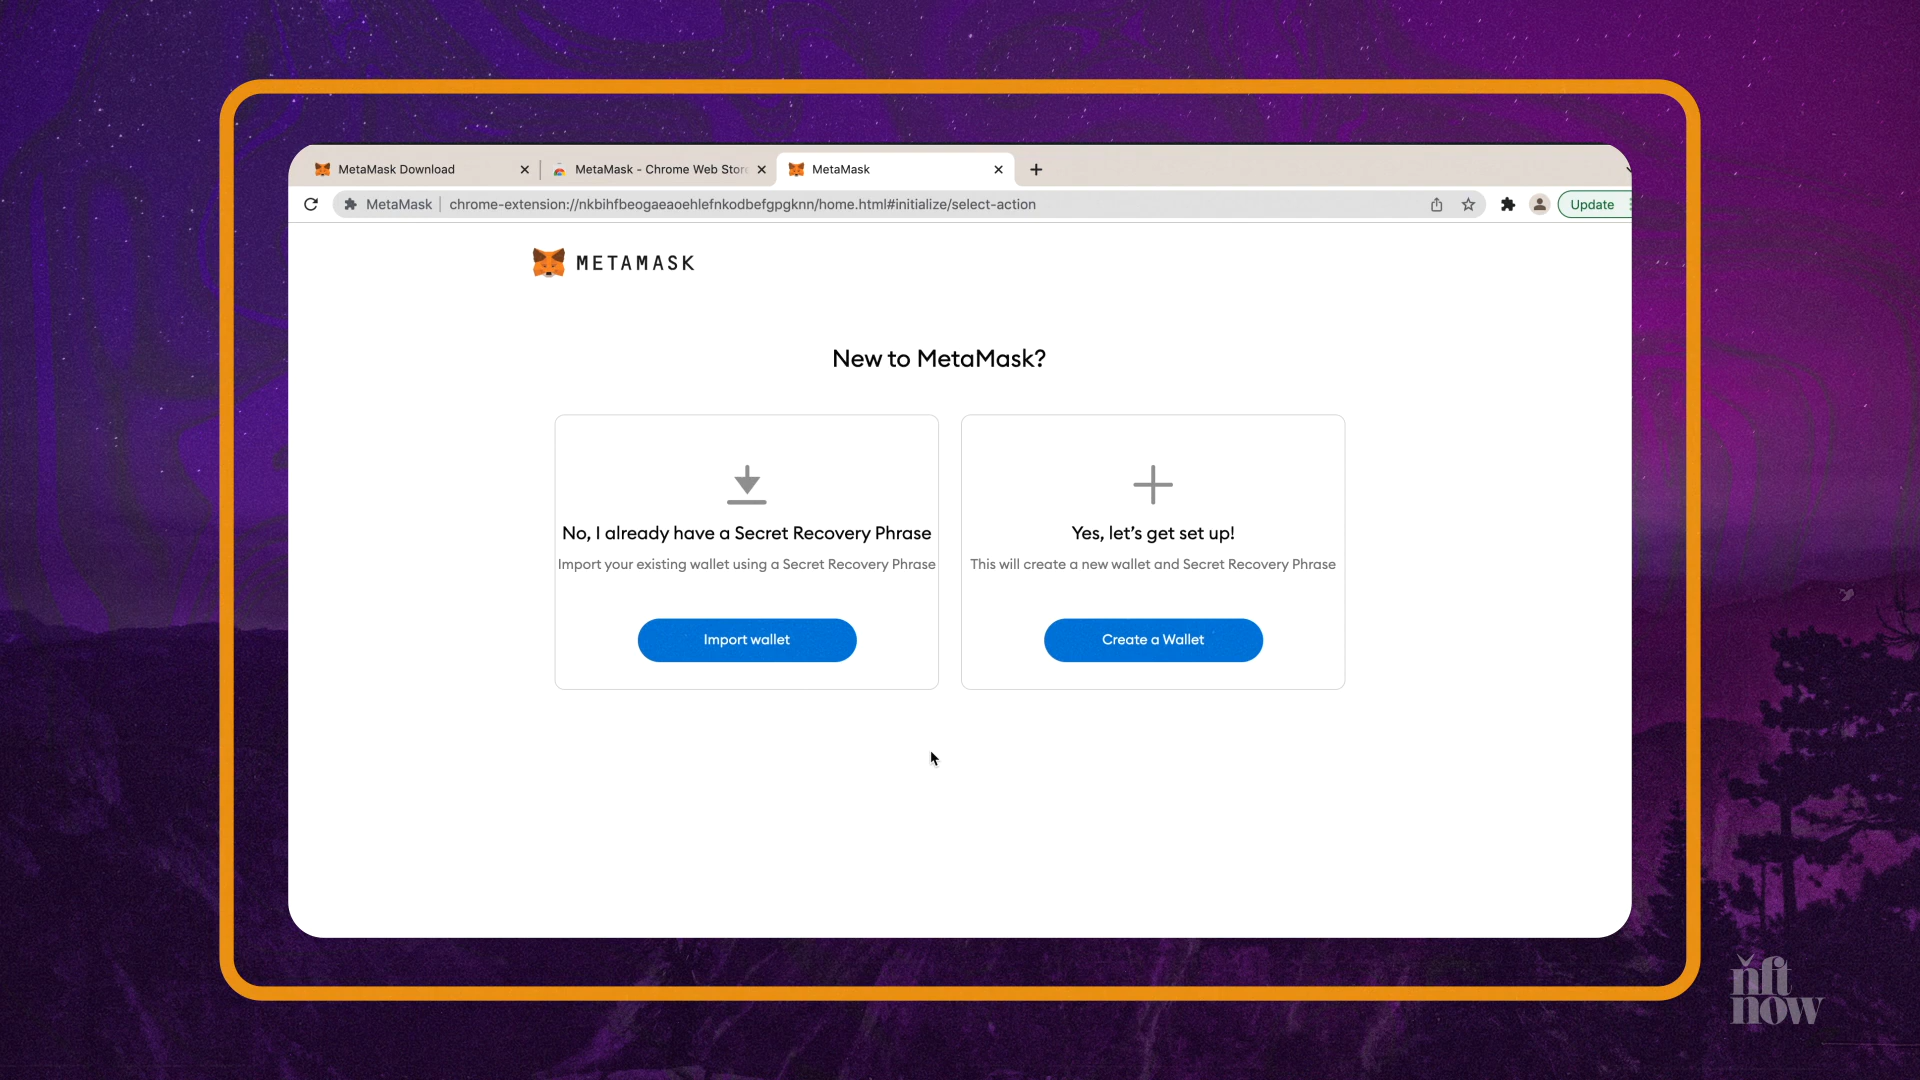 MetaMask Download
MetaMask - Chrome Web Stor
MetaMask
MetaMask
chrome-extension://nkbihfbeogaeaoehlefnkodbefgpgknn/home.html#initialize/select-action
Update
METAMASK
New to MetaMask?
No, I already have a Secret Recovery Phrase
Import your existing wallet using a Secret Recovery Phrase
Import wallet
Yes, let’s get set up!
This will create a new wallet and Secret Recovery Phrase
Create a Wallet
nft
now